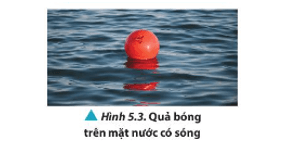 Hình 5.3. Quả bóng
trên mặt nước có sóng